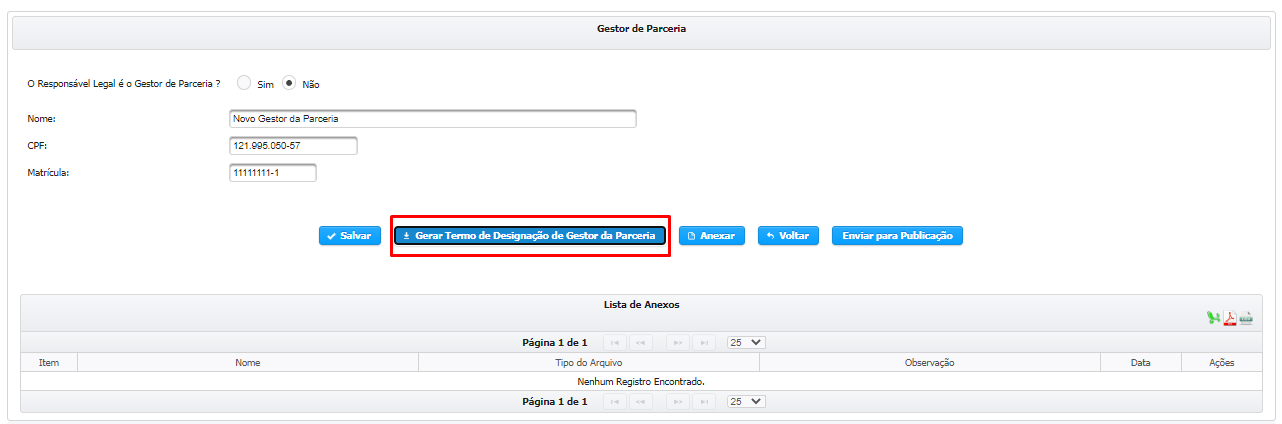 Gestor de Parceria
O Responsável Legal é o Gestor de Parceria ? Sim Não
Nome: Novo Gestor da Parceria
CPF: 121.995.050-57
Matrícula: 11111111-1
Salvar Gerar Termo de Designação de Gestor da Parceria Anexar Voltar Enviar para Publicação
Lista de Anexos
Página 1 de 1 25
Item Nome Tipo do Arquivo Observação Data Ações
Nenhum Registro Encontrado.
Página 1 de 1 25